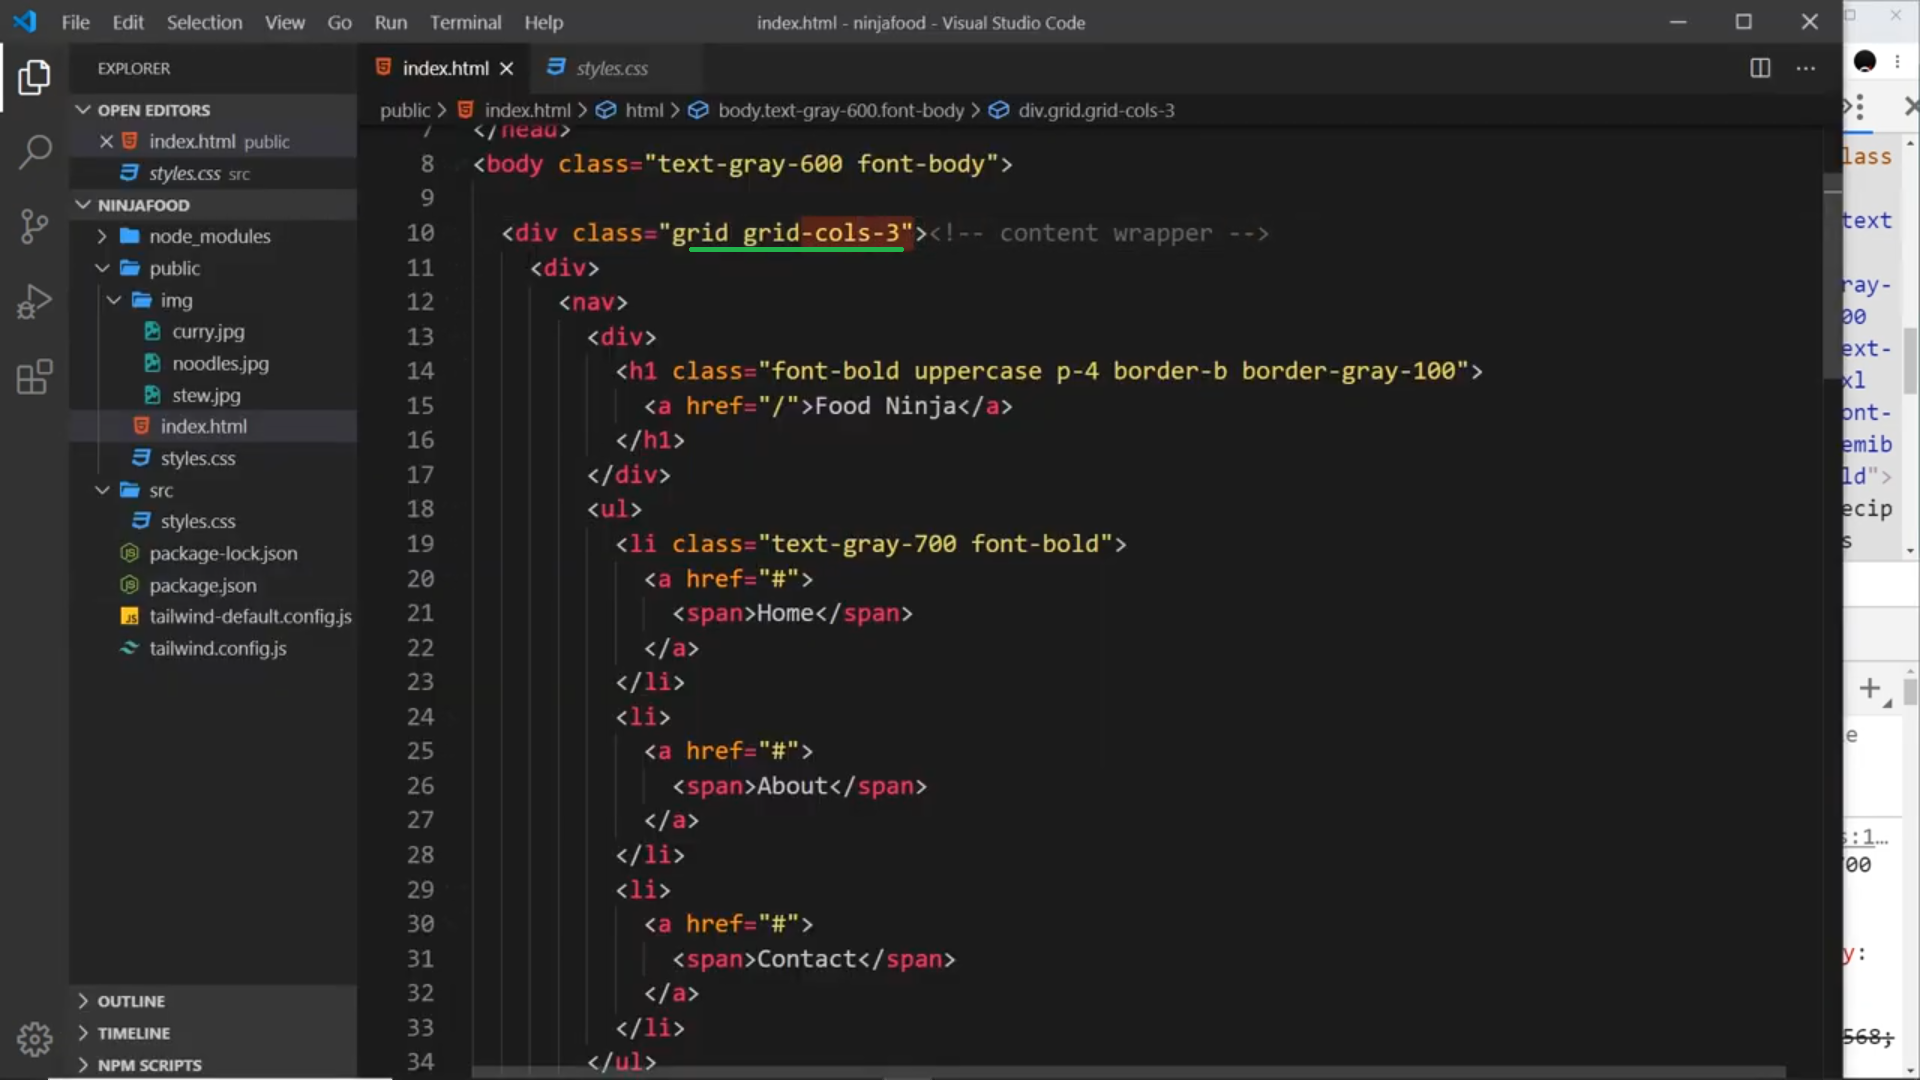 File Edit Selection View Go Run Terminal Help
index.html - ninjafood - Visual Studio Code
EXPLORER
OPEN EDITORS
index.html public
styles.css src
NINJAFOOD
node_modules
public
img
curry.jpg
noodles.jpg
stew.jpg
index.html
styles.css
src
styles.css
package-lock.json
package.json
tailwind-default.config.js
tailwind.config.js
OUTLINE
TIMELINE
NPM SCRIPTS
index.html styles.css
public > index.html > html > body.text-gray-600.font-body > div.grid.grid-cols-3
7 </head>
8 <body class="text-gray-600 font-body">
9
10 <div class="grid grid-cols-3"><!-- content wrapper -->
11 <div>
12 <nav>
13 <div>
14 <h1 class="font-bold uppercase p-4 border-b border-gray-100">
15 <a href="/">Food Ninja</a>
16 </h1>
17 </div>
18 <ul>
19 <li class="text-gray-700 font-bold">
20 <a href="#">
21 <span>Home</span>
22 </a>
23 </li>
24 <li>
25 <a href="#">
26 <span>About</span>
27 </a>
28 </li>
29 <li>
30 <a href="#">
31 <span>Contact</span>
32 </a>
33 </li>
34 </ul>
lass
text
ray-
00
ext-
xl
ont-
emib
ld">
ecip
s
e
s:1…
00
y:
568;